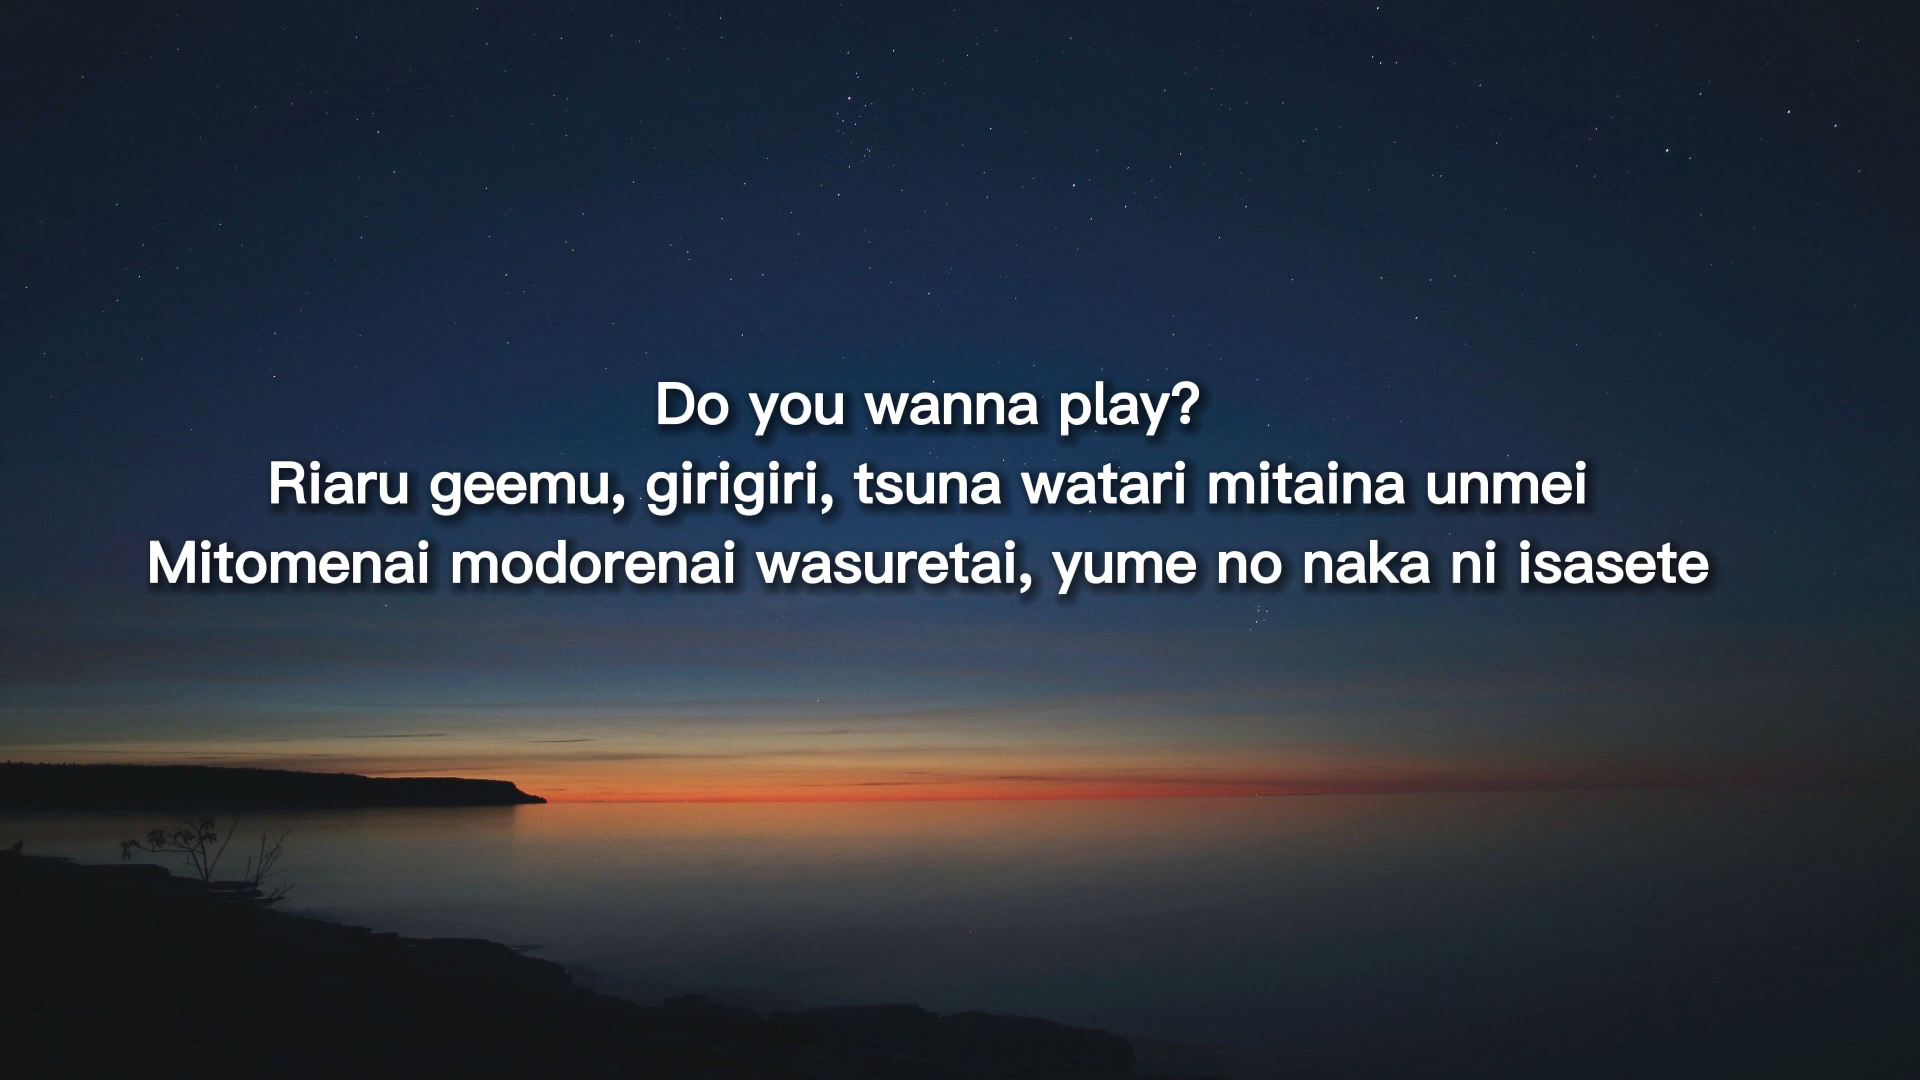 Do you wanna play?
Riaru geemu, girigiri, tsuna watari mitaina unmei
Mitomenai modorenai wasuretai, yume no naka ni isasete